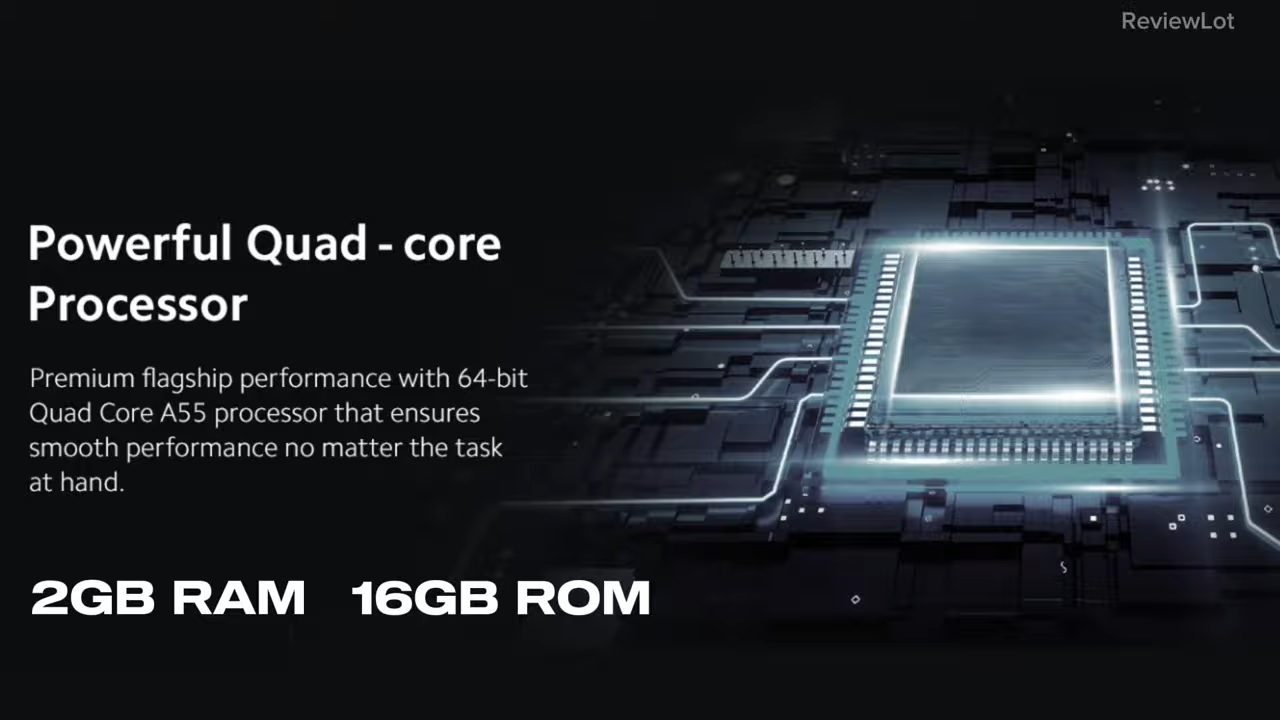 ReviewLot
Powerful Quad - core
Processor
Premium flagship performance with 64-bit
Quad Core A55 processor that ensures
smooth performance no matter the task
at hand.
2GB RAM 16GB ROM